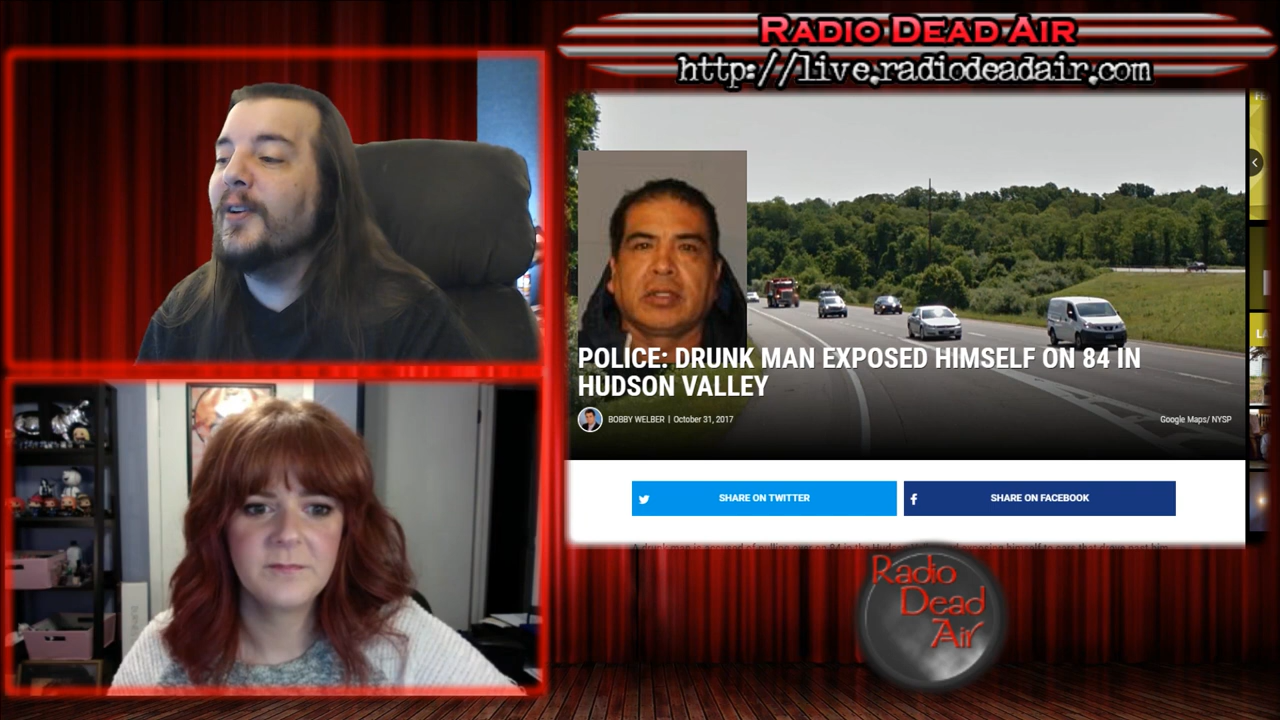 RADIO DEAD AIR
http://live.radiodeadair.com
POLICE: DRUNK MAN EXPOSED HIMSELF ON 84 IN
HUDSON VALLEY
BOBBY WELBER | October 31, 2017
Google Maps/ NYSP
SHARE ON TWITTER
SHARE ON FACEBOOK
Radio
Dead
Air